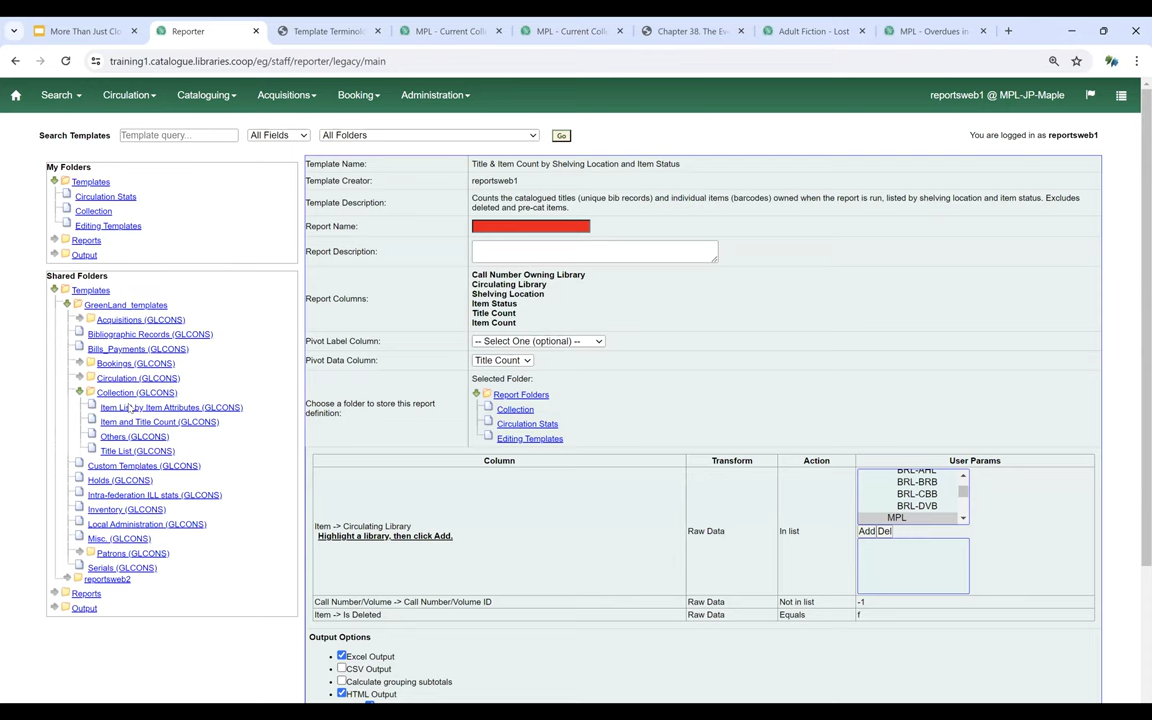 More Than Just Clo
Reporter
Template Terminol
MPL - Current Coll
MPL - Current Coll
Chapter 38. The Ev
Adult Fiction - Lost
MPL - Overdues in
training1.catalogue.libraries.coop/eg/staff/reporter/legacy/main
Search Circulation Cataloguing Acquisitions Booking Administration reportsweb1 @ MPL-JP-Maple
Search Templates Template query... All Fields All Folders Go You are logged in as reportsweb1
My Folders
Templates
Circulation Stats
Collection
Editing Templates
Reports
Output
Shared Folders
Templates
GreenLand_templates
Acquisitions (GLCONS)
Bibliographic Records (GLCONS)
Bills_Payments (GLCONS)
Bookings (GLCONS)
Circulation (GLCONS)
Collection (GLCONS)
Item List by Item Attributes (GLCONS)
Item and Title Count (GLCONS)
Others (GLCONS)
Title List (GLCONS)
Custom Templates (GLCONS)
Holds (GLCONS)
Intra-federation ILL stats (GLCONS)
Inventory (GLCONS)
Local Administration (GLCONS)
Misc. (GLCONS)
Patrons (GLCONS)
Serials (GLCONS)
reportsweb2
Reports
Output
Template Name: Title & Item Count by Shelving Location and Item Status
Template Creator: reportsweb1
Template Description: Counts the catalogued titles (unique bib records) and individual items (barcodes) owned when the report is run, listed by shelving location and item status. Excludes
deleted and pre-cat items.
Report Name:
Report Description:
Report Columns:
Call Number Owning Library
Circulating Library
Shelving Location
Item Status
Title Count
Item Count
Pivot Label Column: -- Select One (optional) --
Pivot Data Column: Title Count
Choose a folder to store this report
definition:
Selected Folder:
Report Folders
Collection
Circulation Stats
Editing Templates
Column Transform Action User Params
Item -> Circulating Library
Highlight a library, then click Add.
Raw Data In list
BRL-AHL
BRL-BRB
BRL-CBB
BRL-DVB
MPL
Add Del
Call Number/Volume -> Call Number/Volume ID Raw Data Not in list -1
Item -> Is Deleted Raw Data Equals f
Output Options
Excel Output
CSV Output
Calculate grouping subtotals
HTML Output